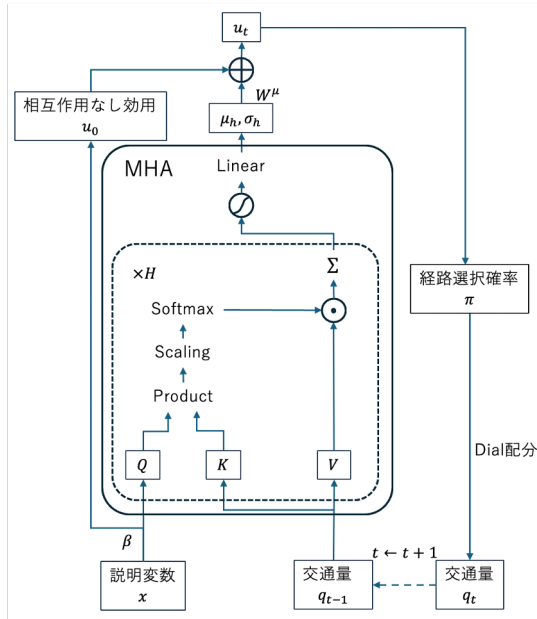 u_t
W^μ
相互作用なし効用
u_0
μ_h, σ_h
MHA
Linear
×H
Σ
Softmax
Scaling
Product
経路選択確率
π
Q
K
V
Dial配分
β
t ← t + 1
説明変数
x
交通量
q_{t-1}
交通量
q_t